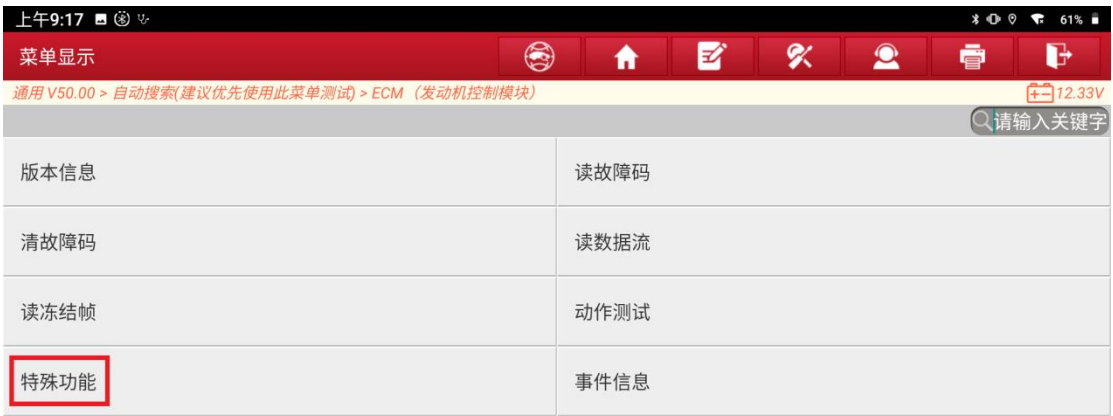 上午9:17 61%
菜单显示
通用 V50.00 > 自动搜索(建议优先使用此菜单测试) > ECM（发动机控制模块） 12.33V
请输入关键字
版本信息 读故障码
清故障码 读数据流
读冻结帧 动作测试
特殊功能 事件信息